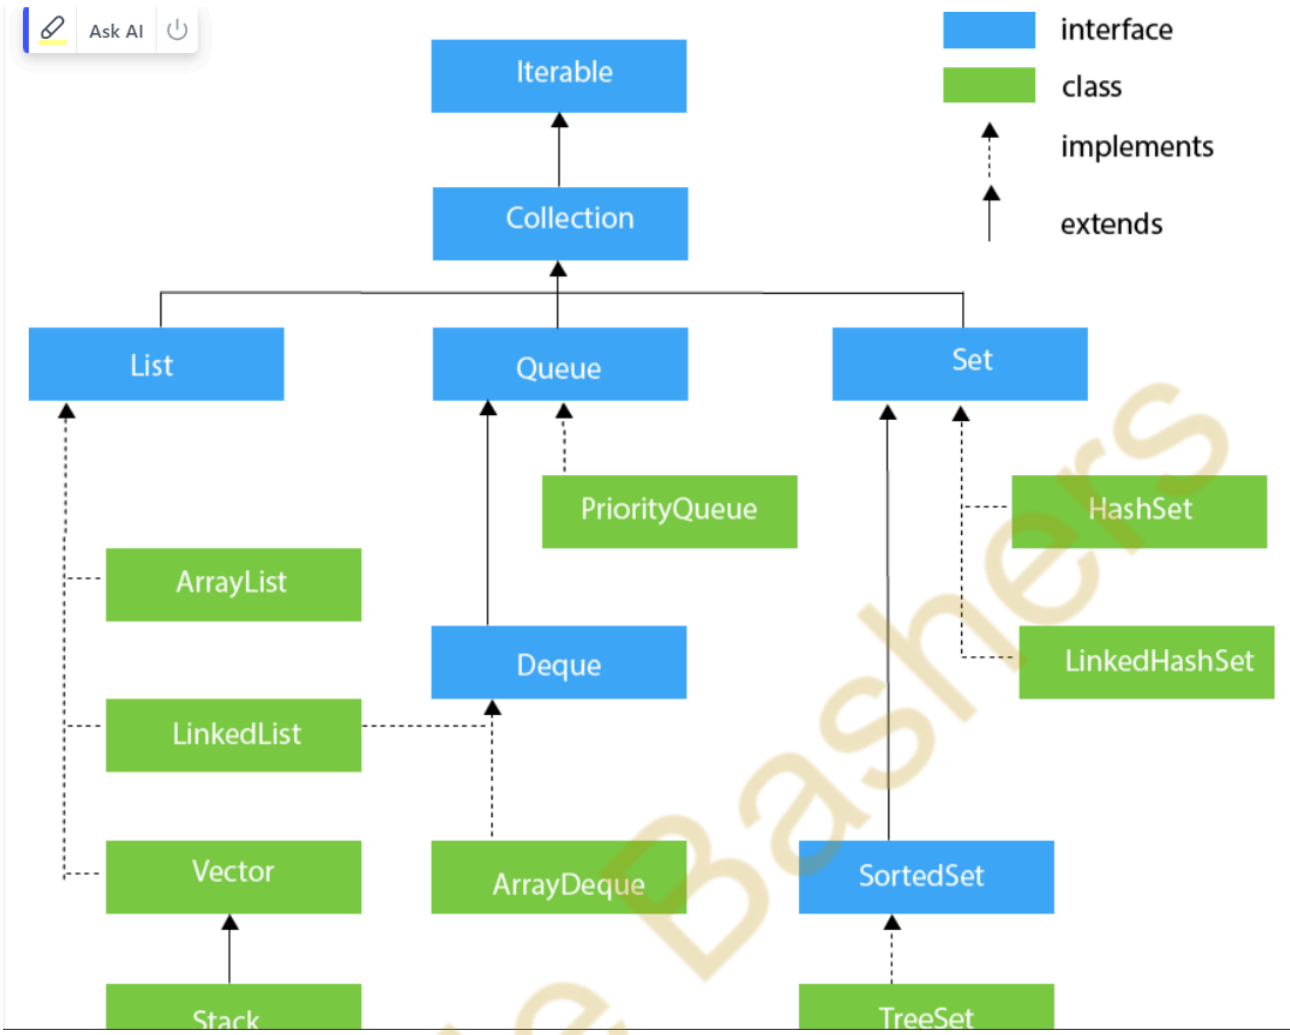 Ask AI
Iterable
interface
class
implements
extends
Collection
List
Queue
Set
PriorityQueue
HashSet
ArrayList
Deque
LinkedHashSet
LinkedList
Vector
ArrayDeque
SortedSet
Stack
TreeSet
Bashers